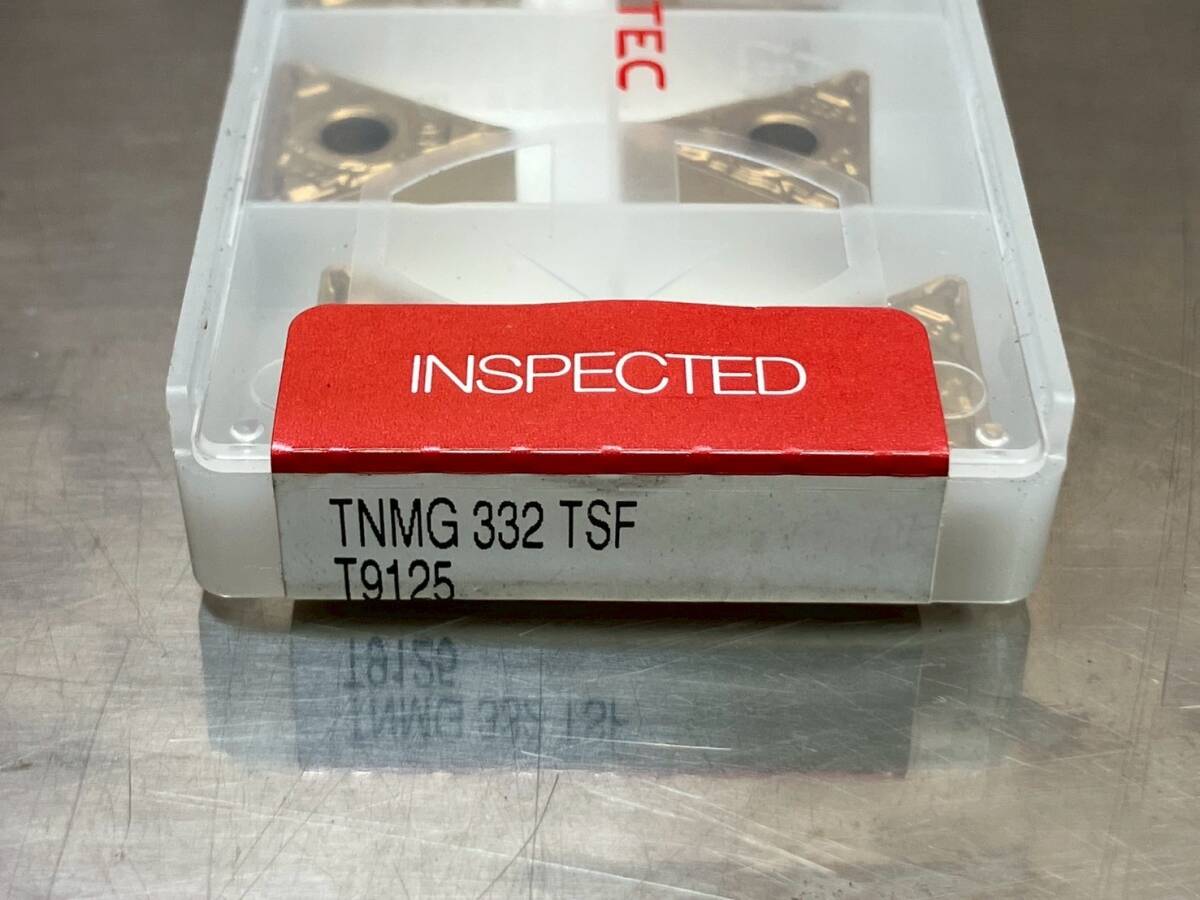 TEC
INSPECTED
TNMG 332 TSF
T9125